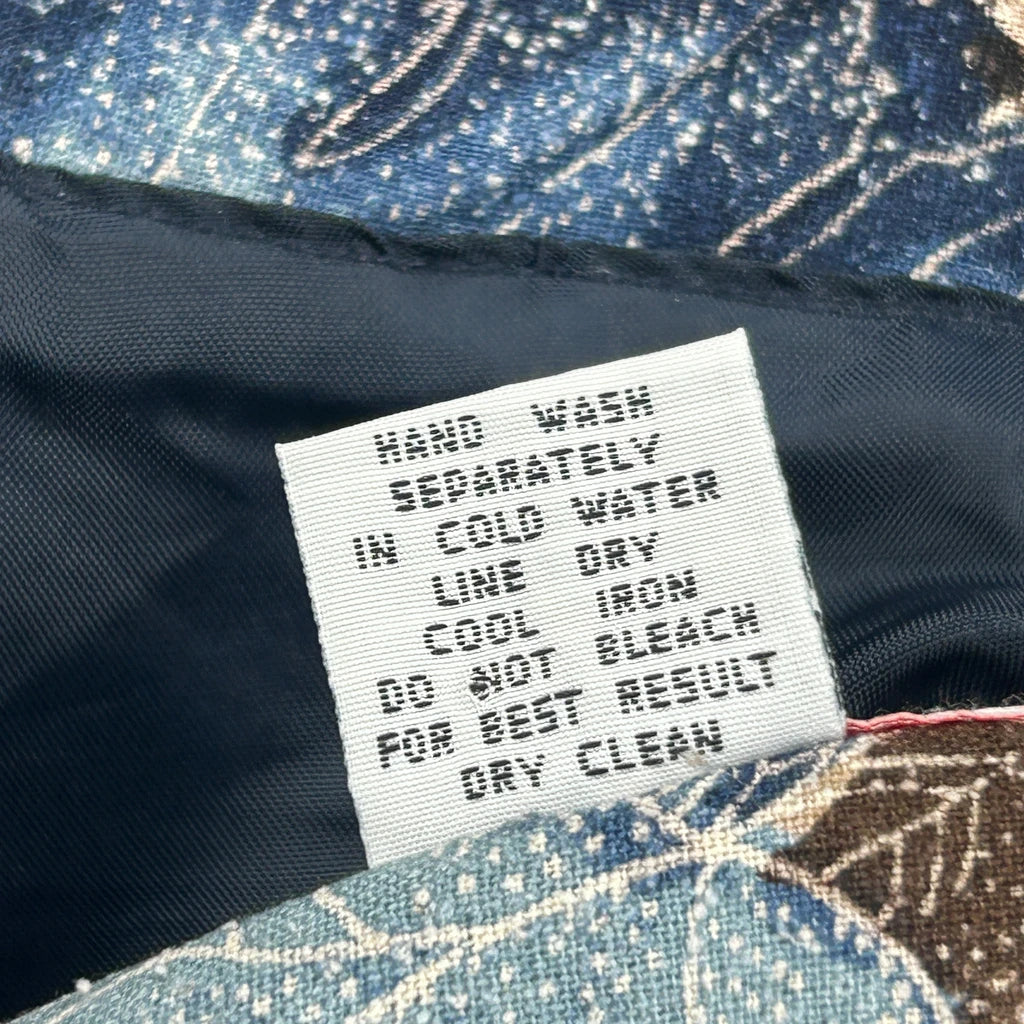 HAND WASH
SEPARATELY
IN COLD WATER
LINE DRY
COOL IRON
DO NOT BLEACH
FOR BEST RESULT
DRY CLEAN